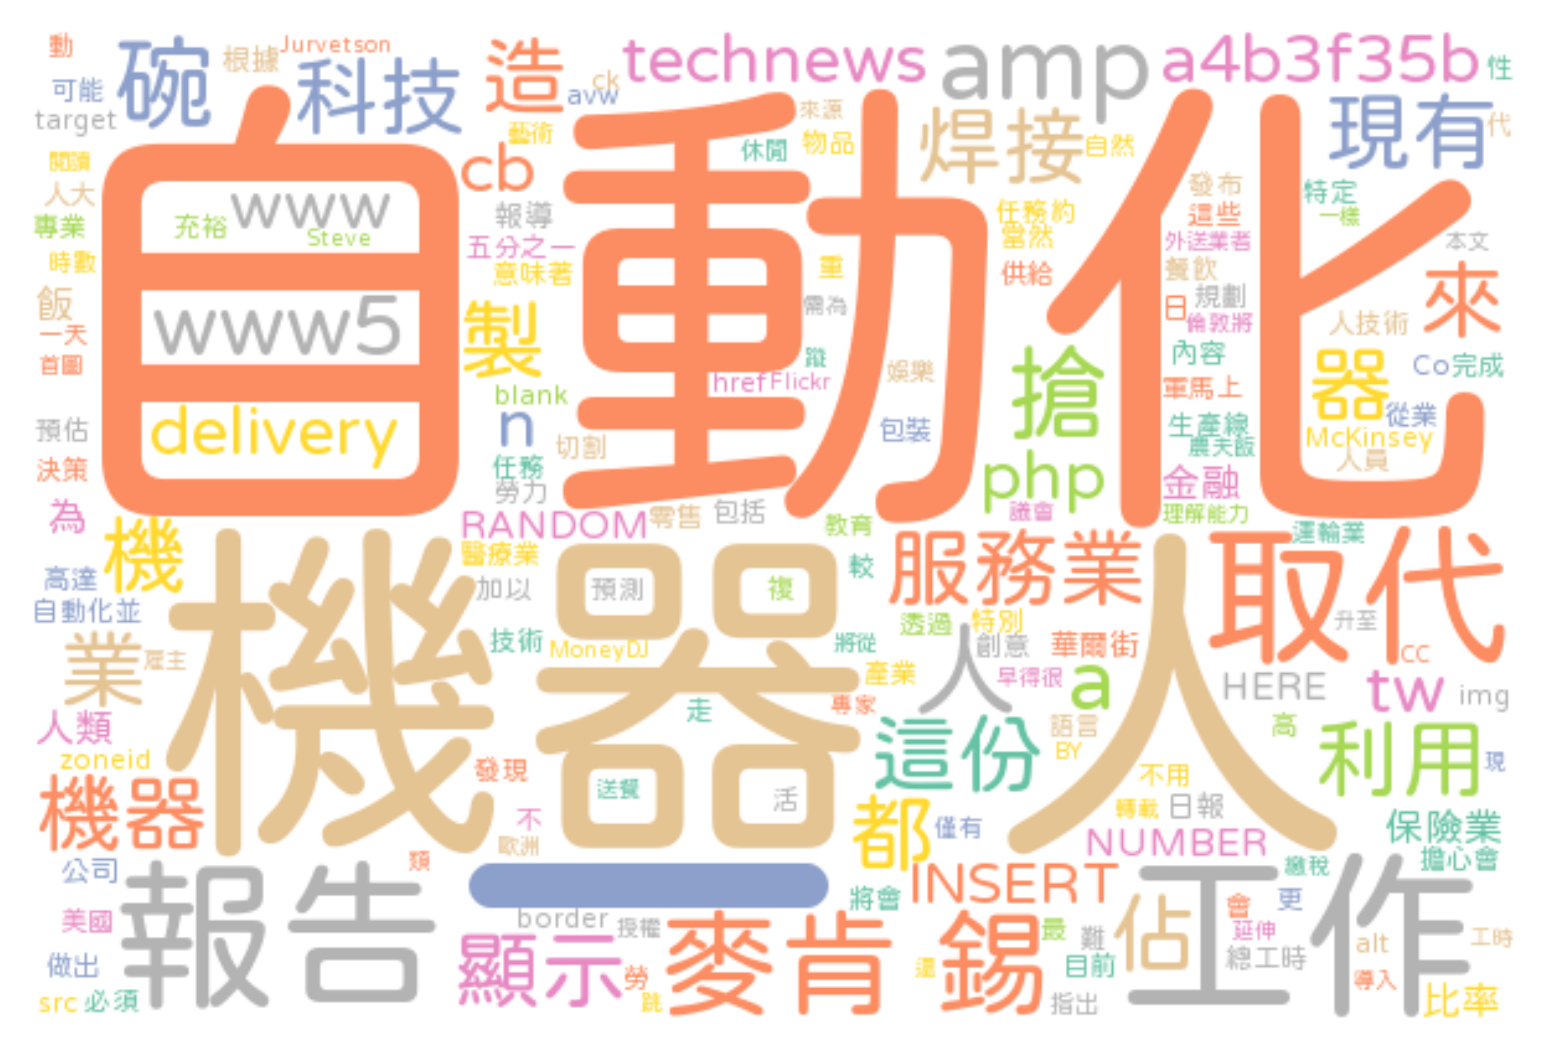 動
Jurvetson
根據
可能
target
碗
科技
造
ck
avw
藝術
technews
amp
a4b3f35b
性
來源
物品
休閒
焊接
自然
現有
代
自動化
閱讀
人大
專業
時數
飯
一天
首圖
預估
決策
為
充裕
www
Steve
www5
delivery
cb
報導
五分之一
意味著
製
blank
n
切割
任務
勞力
重
需為
蹤
href
Flickr
娛樂
包裝
任務約
當然
供給
搶
php
議會
發布
這些
外送業者
餐飲
日
規劃
倫敦將
內容
軍馬上
生產線
農夫飯
金融
理解能力
特定
一樣
本文
來
人技術
器
Co
完成
從業
McKinsey
人員
運輸業
RANDOM
零售
包括
教育
醫療業
加以
預測
複
較
服務業
取代
機
高達
自動化並
業
雇主
機器人
技術
MoneyDJ
將從
透過
特別
升至
人
創意
華爾街
早得很
a
cc
HERE
tw
img
人類
zoneid
產業
專家
走
這份
語言
BY
高
利用
現
機器
發現
送餐
活
不
歐洲
都
僅有
不用
轉載
日報
NUMBER
保險業
擔心會
繳稅
公司
類
一
INSERT
工作
報告
美國
做出
src
必須
border
授權
顯示
勞
跳
麥肯
將會
還
錫
最
難
目前
指出
佔
會
更
延伸
總工時
alt
導入
工時
比率